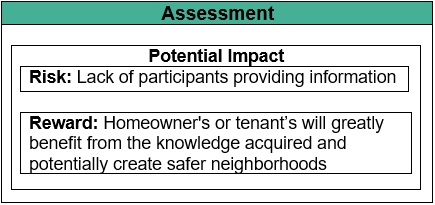 Assessment
Potential Impact
Risk: Lack of participants providing information
Reward: Homeowner's or tenant’s will greatly
benefit from the knowledge acquired and
potentially create safer neighborhoods